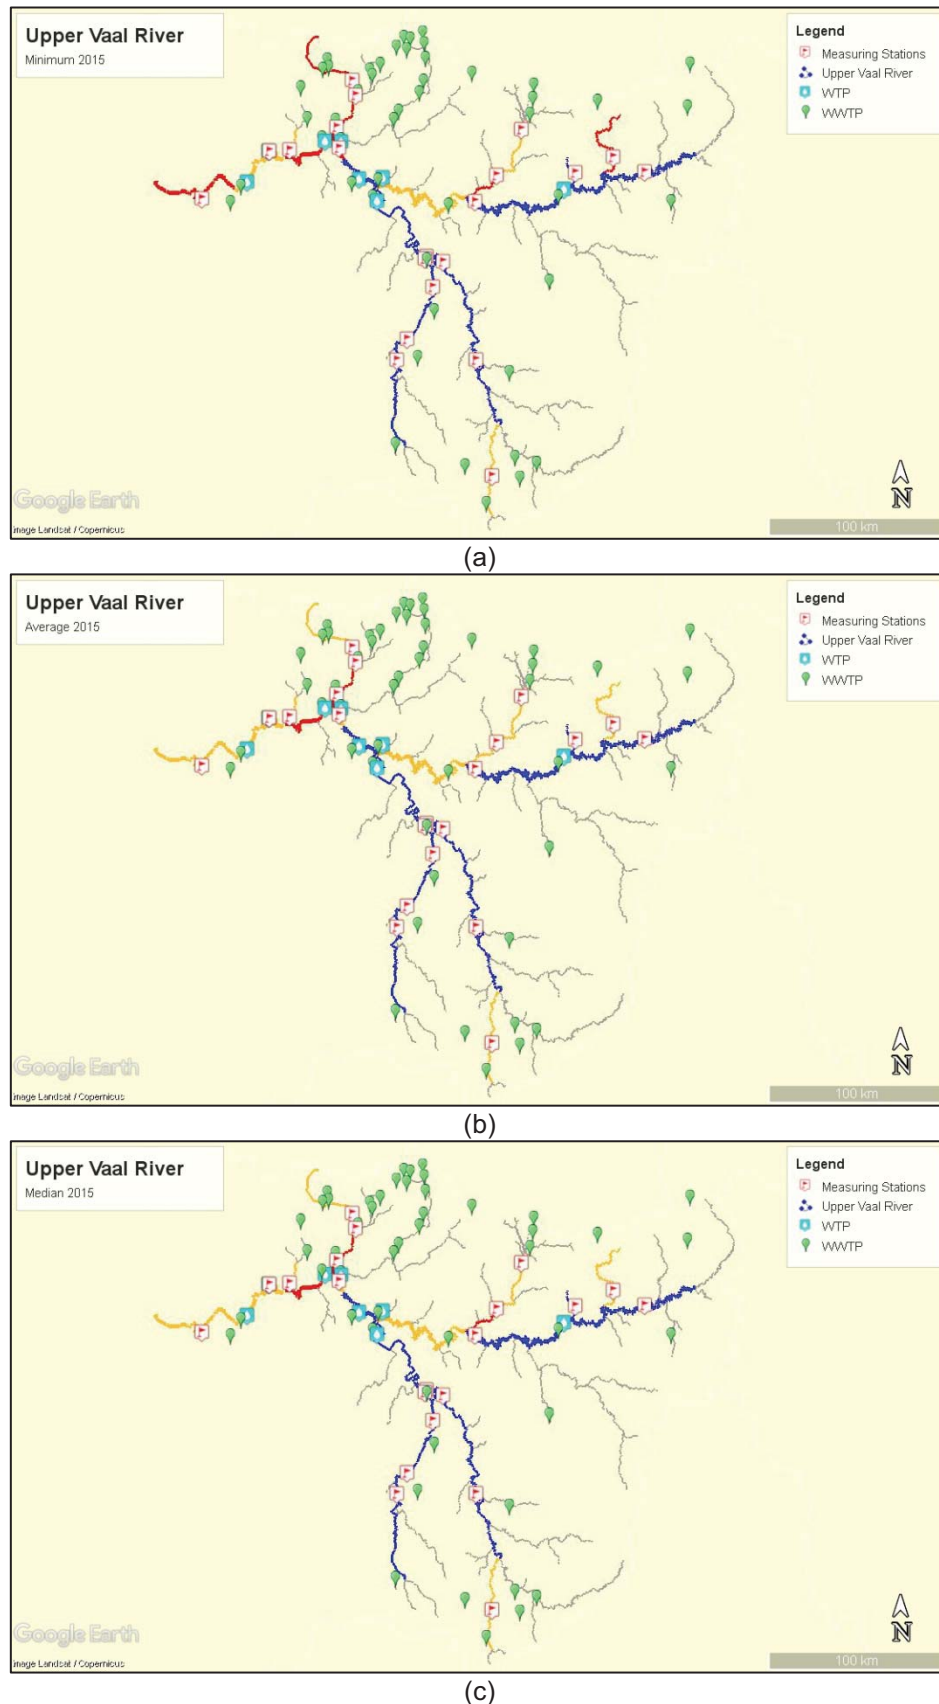 Upper Vaal River
Minimum 2015
Legend
Measuring Stations
Upper Vaal River
WTP
WWTP
N
Google Earth
100 km
Image Landsat / Copernicus
(a)
Upper Vaal River
Average 2015
Legend
Measuring Stations
Upper Vaal River
WTP
WWTP
N
Google Earth
100 km
Image Landsat / Copernicus
(b)
Upper Vaal River
Median 2015
Legend
Measuring Stations
Upper Vaal River
WTP
WWTP
N
Google Earth
100 km
Image Landsat / Copernicus
(c)